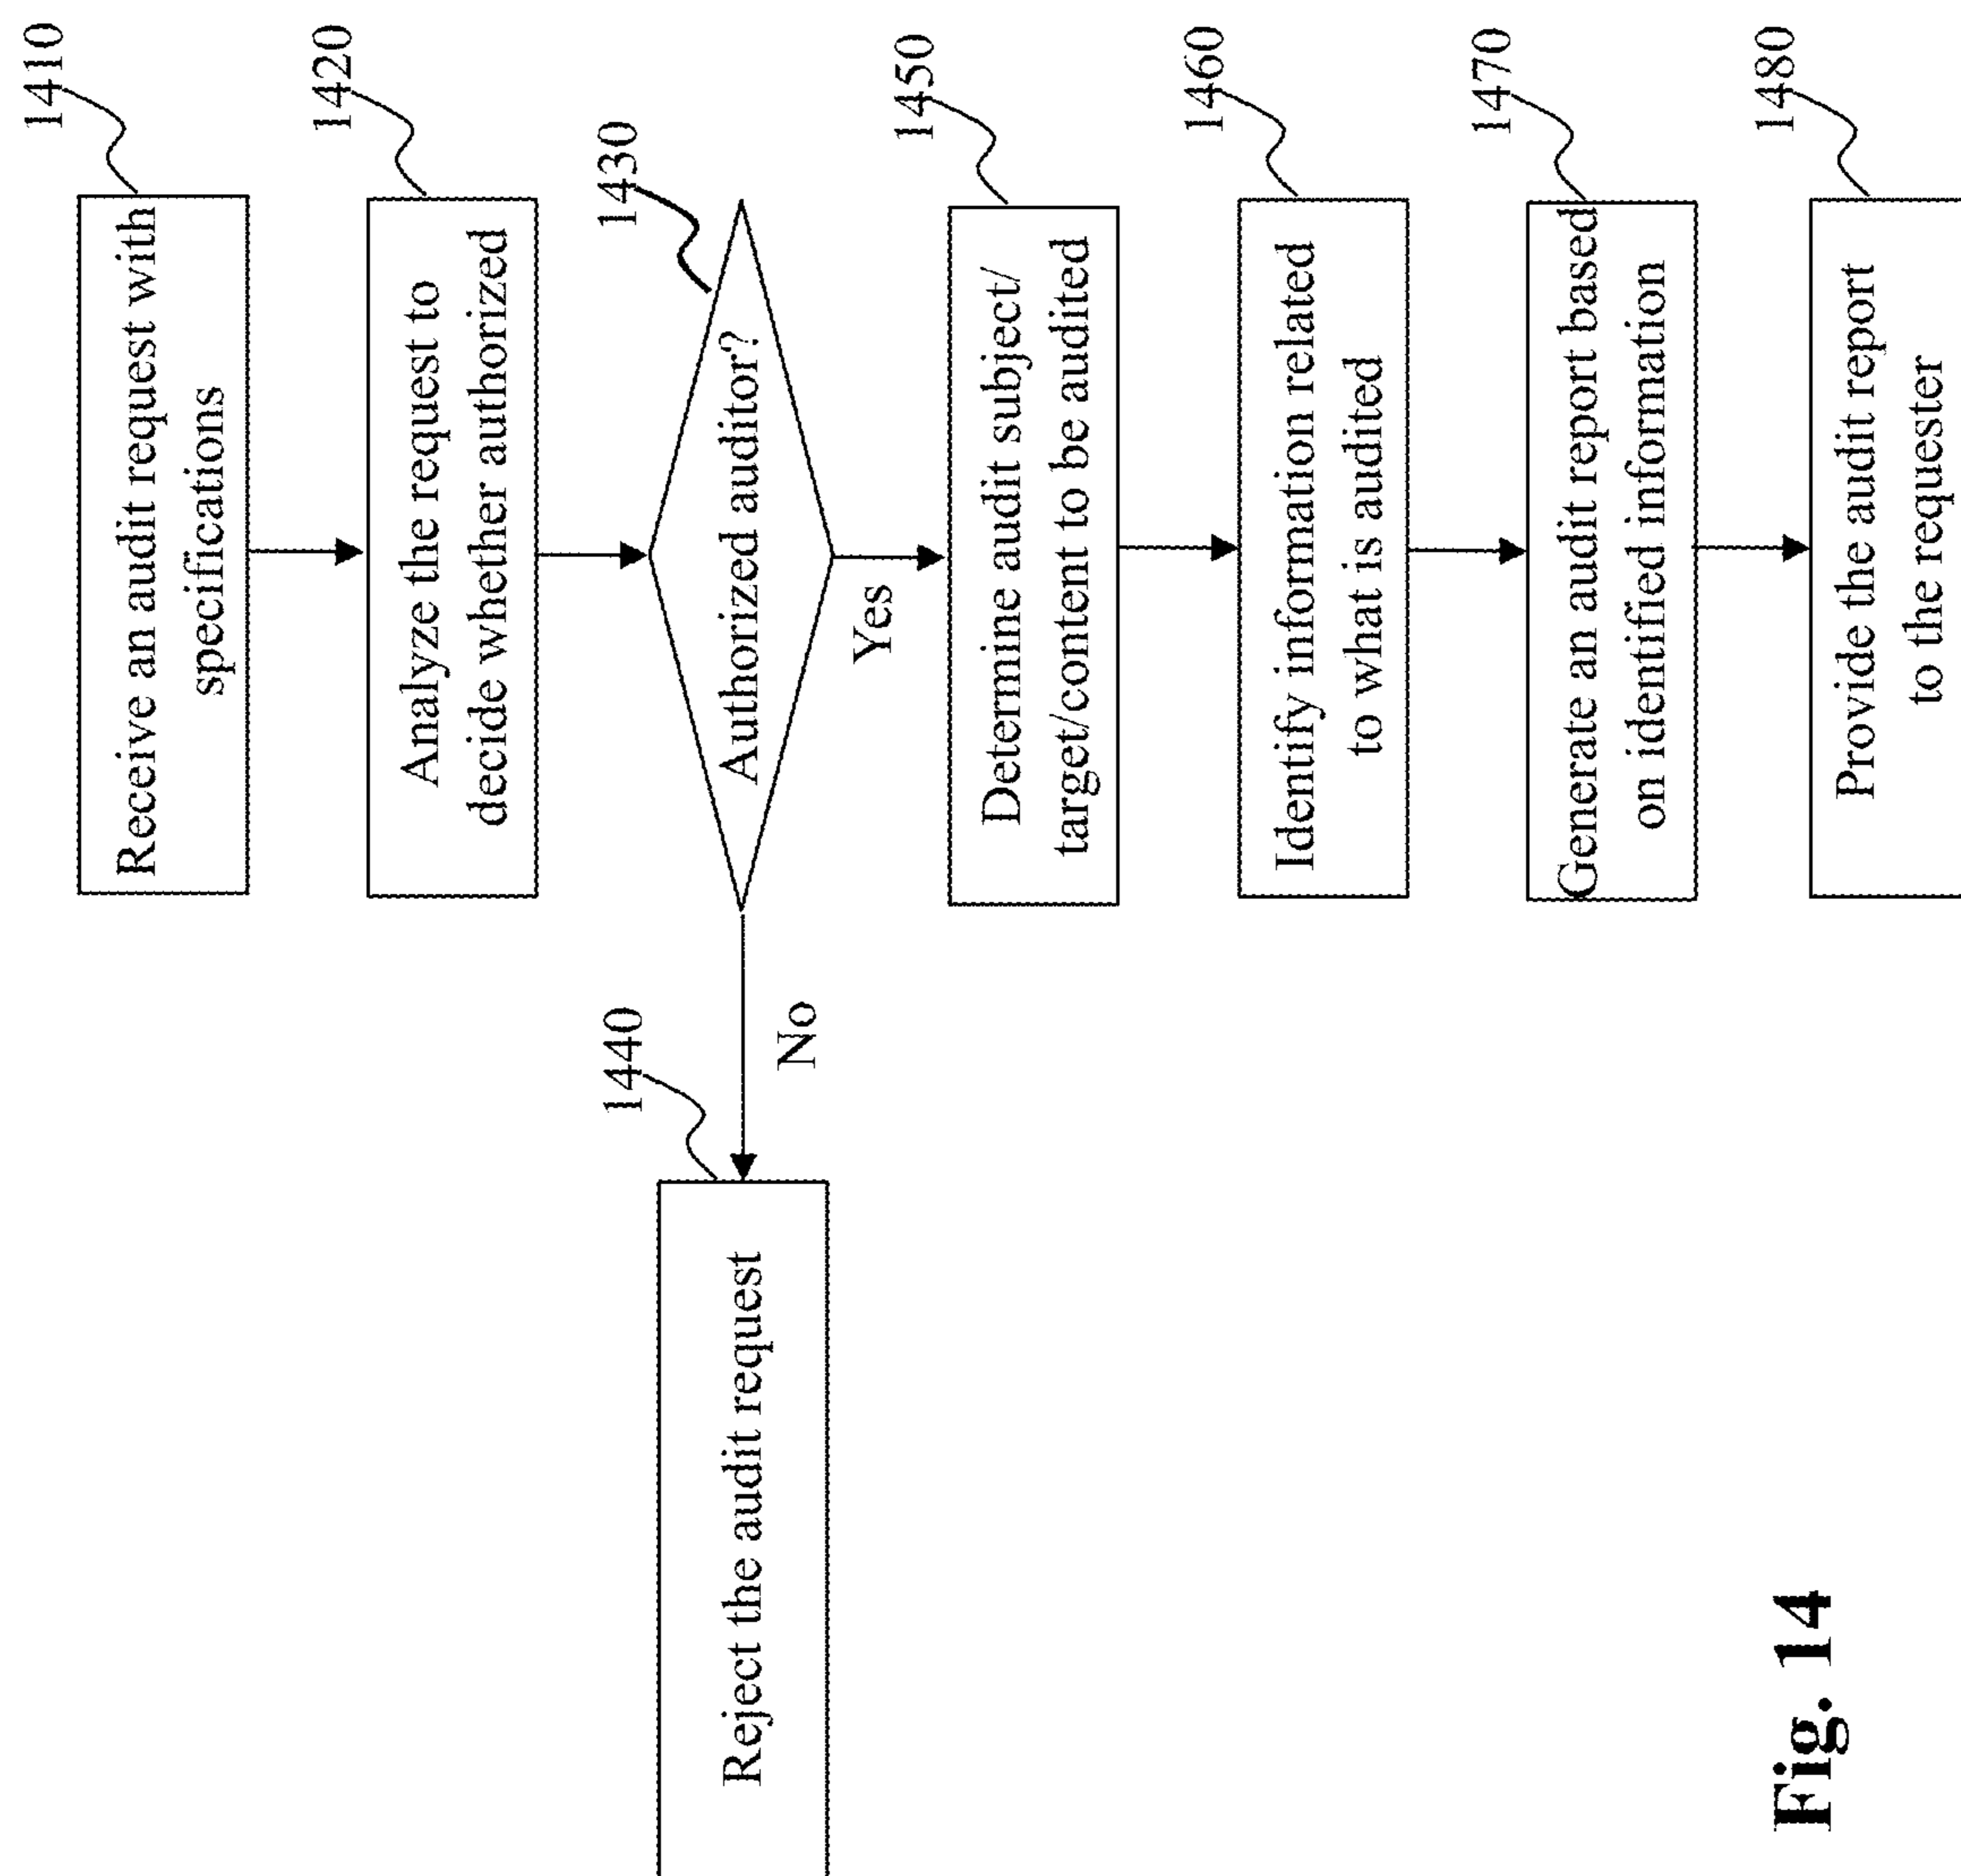 1410
Receive an audit request with
specifications
1420
Analyze the request to
decide whether authorized
1430
Authorized auditor?
No
1440
Reject the audit request
Yes
1450
Determine audit subject/
target/content to be audited
1460
Identify information related
to what is audited
1470
Generate an audit report based
on identified information
1480
Provide the audit report
to the requester
Fig. 14